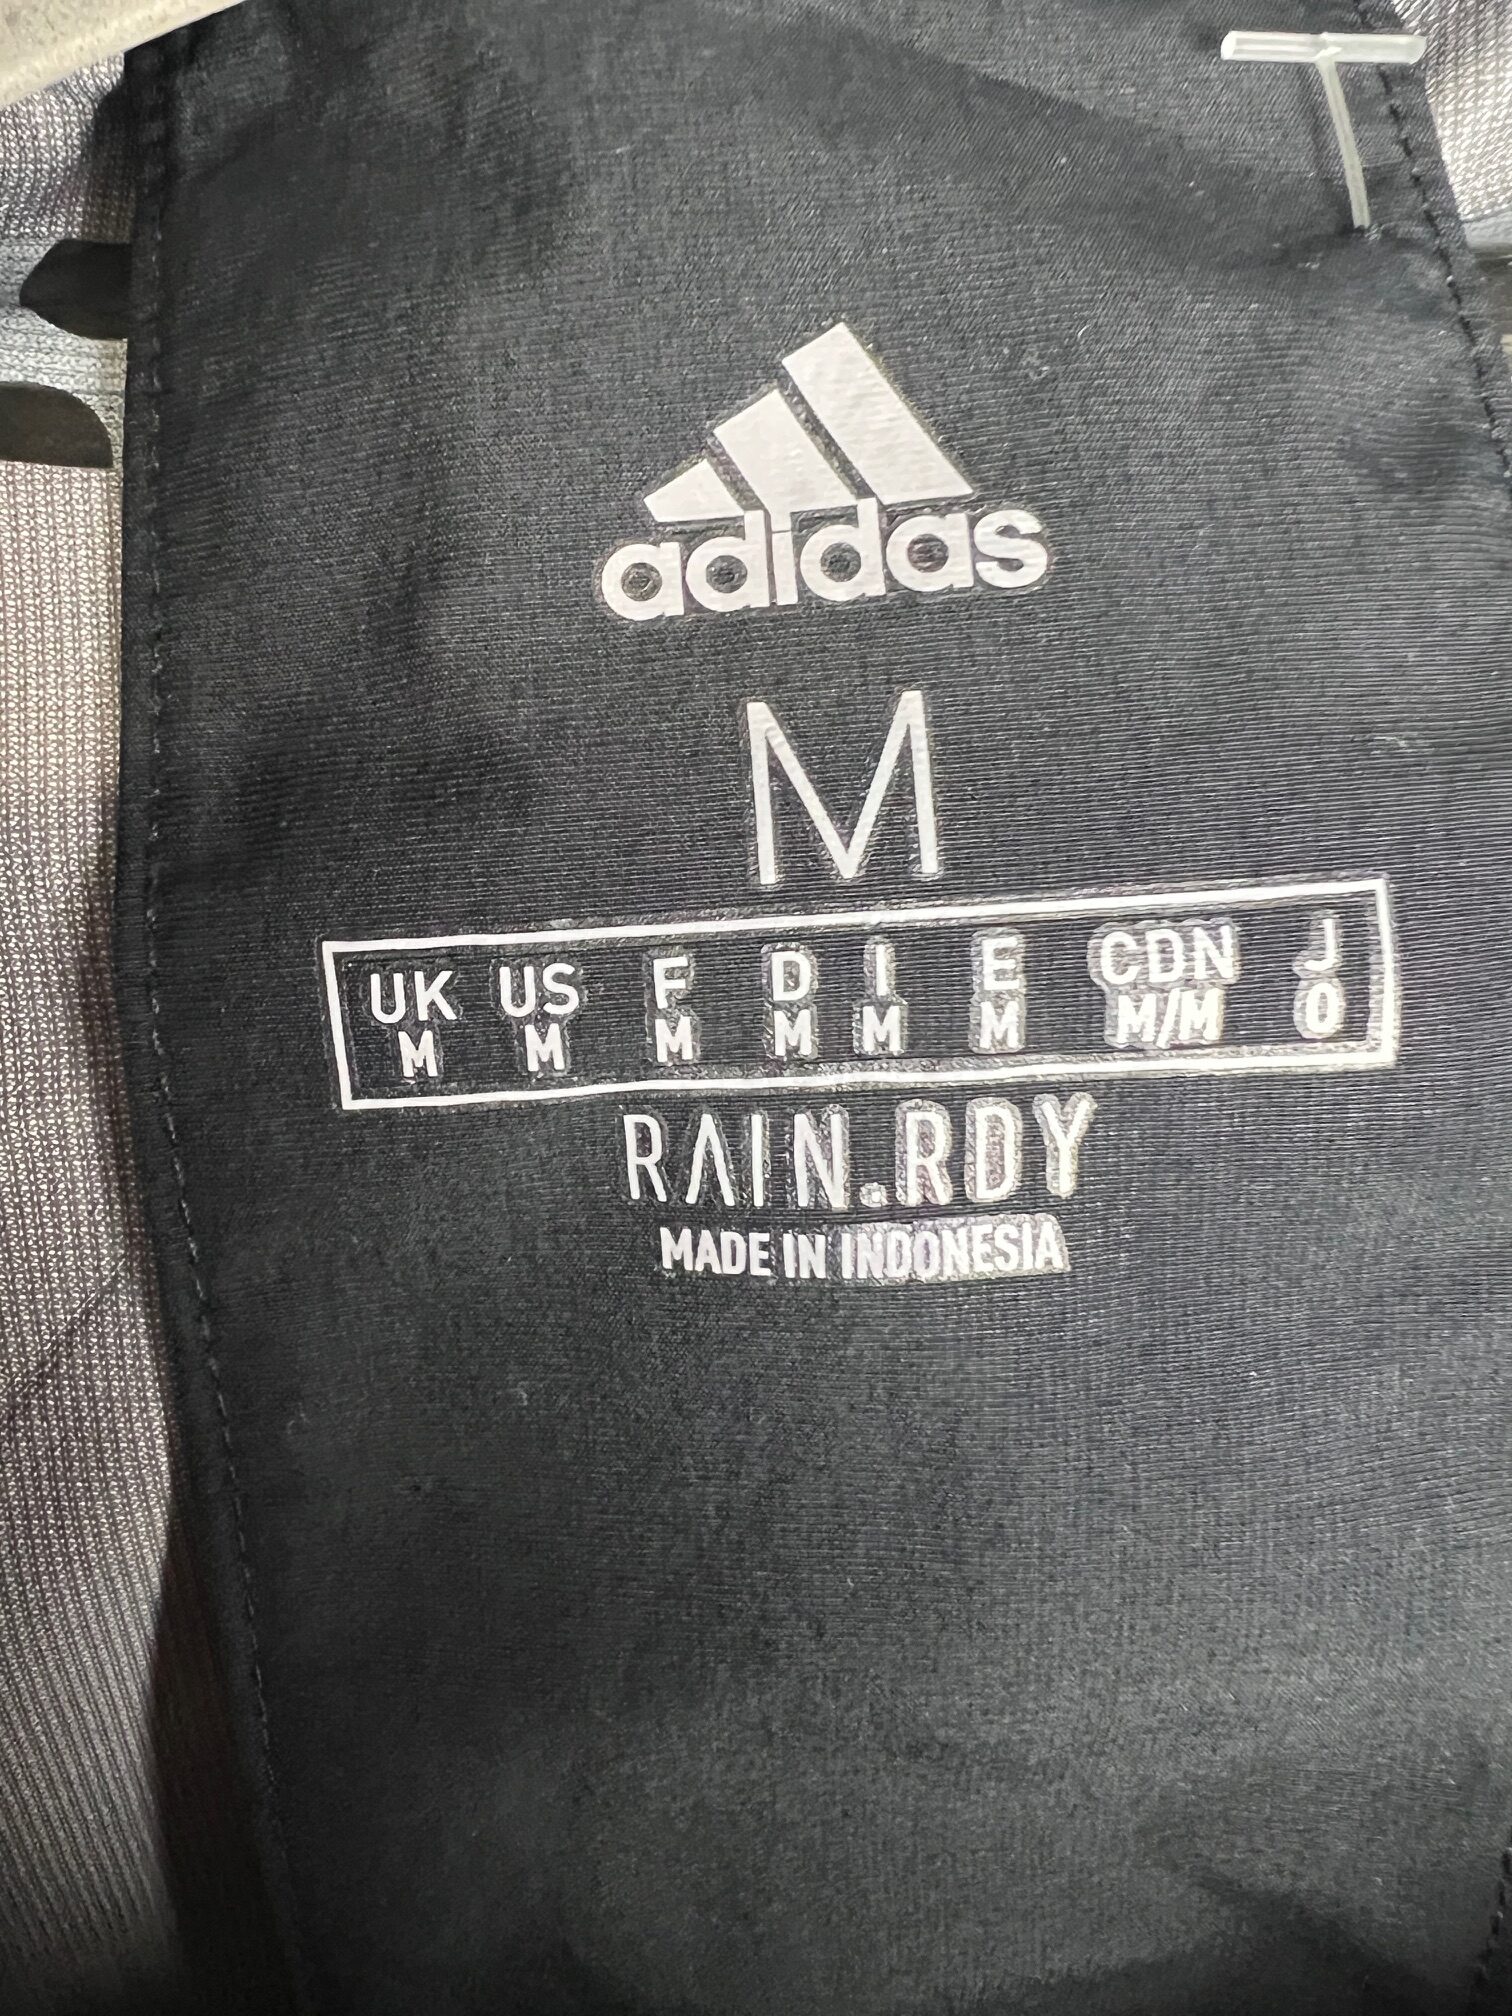 adidas
M
UK US F D I E CDN J
M M M M M M M/M O
RAIN.RDY
MADE IN INDONESIA